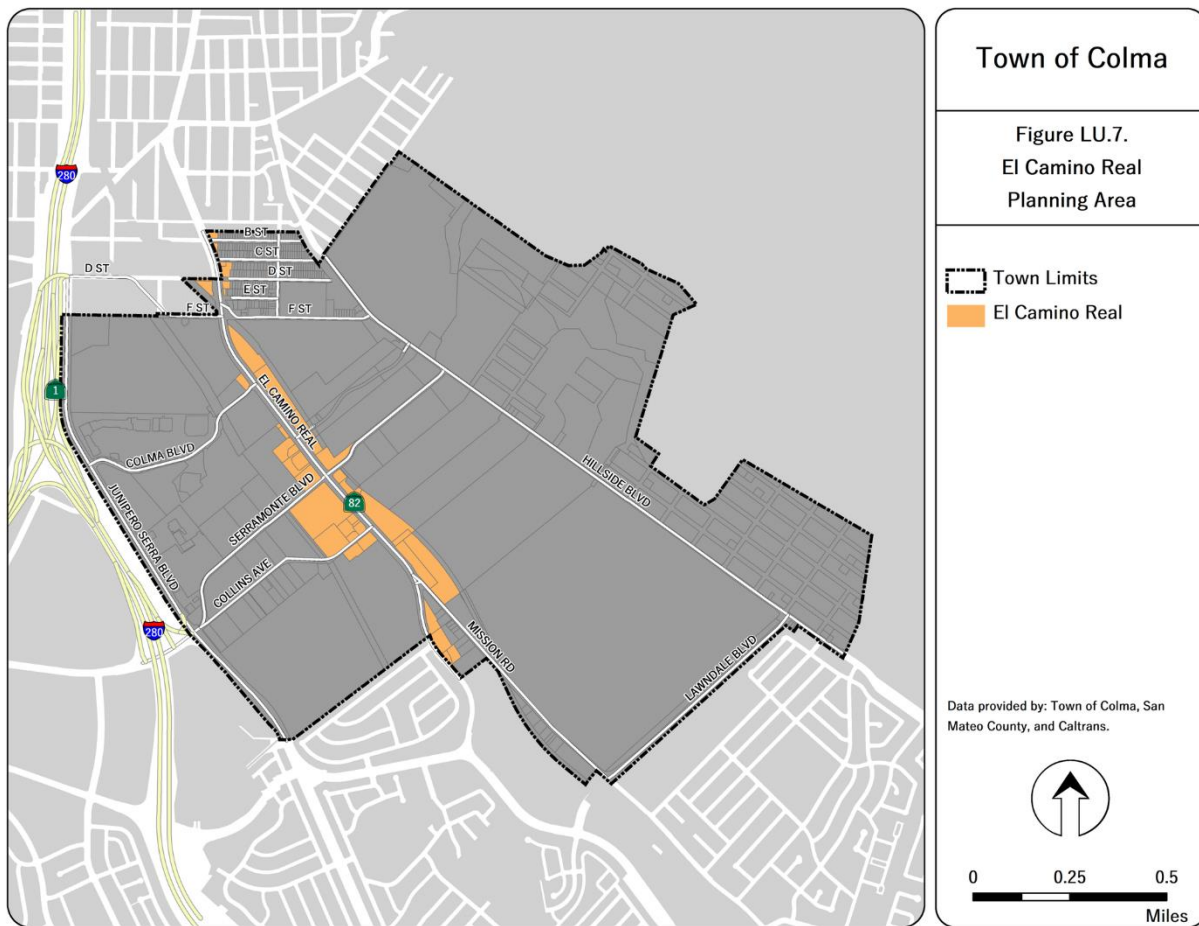 Town of Colma
Figure LU.7.
El Camino Real
Planning Area
Town Limits
El Camino Real
Data provided by: Town of Colma, San
Mateo County, and Caltrans.
0 0.25 0.5
Miles
280
B ST
C ST
D ST
D ST
E ST
F ST
F ST
1
EL CAMINO REAL
COLMA BLVD
HILLSIDE BLVD
SERRAMONTE BLVD
82
JUNIPERO SERRA BLVD
COLLINS AVE
280
MISSION RD
LAWNDALE BLVD